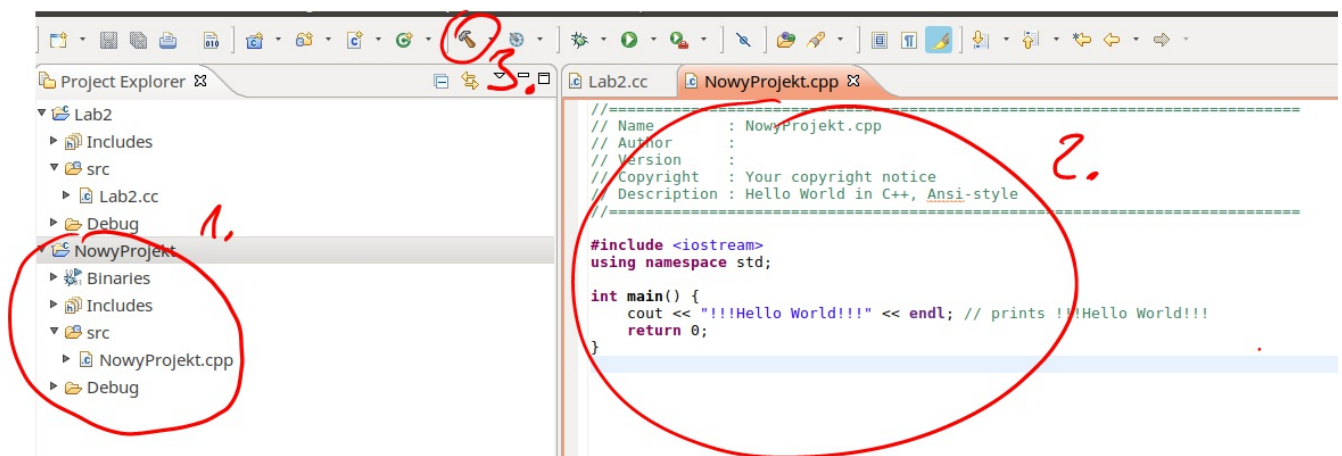 3.
Project Explorer
Lab2
Includes
src
Lab2.cc
Debug
1.
NowyProjekt
Binaries
Includes
src
NowyProjekt.cpp
Debug
Lab2.cc
NowyProjekt.cpp
2.
//============================================================================
// Name        : NowyProjekt.cpp
// Author      :
// Version     :
// Copyright   : Your copyright notice
// Description : Hello World in C++, Ansi-style
//============================================================================
#include <iostream>
using namespace std;
int main() {
cout << "!!!Hello World!!!" << endl; // prints !!!Hello World!!!
return 0;
}